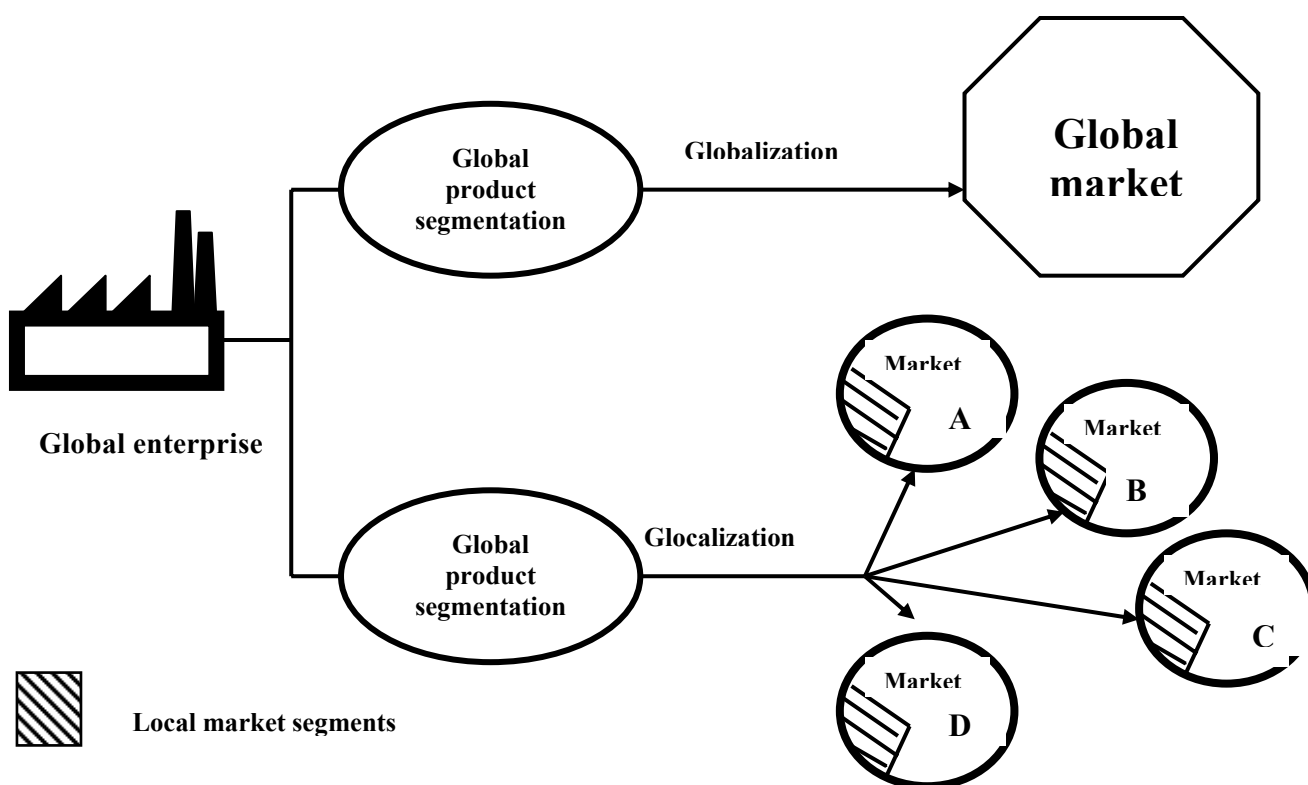 Global
product
segmentation
Globalization
Global
market
Global enterprise
Global
product
segmentation
Glocalization
Market
A
Market
B
Market
C
Market
D
Local market segments